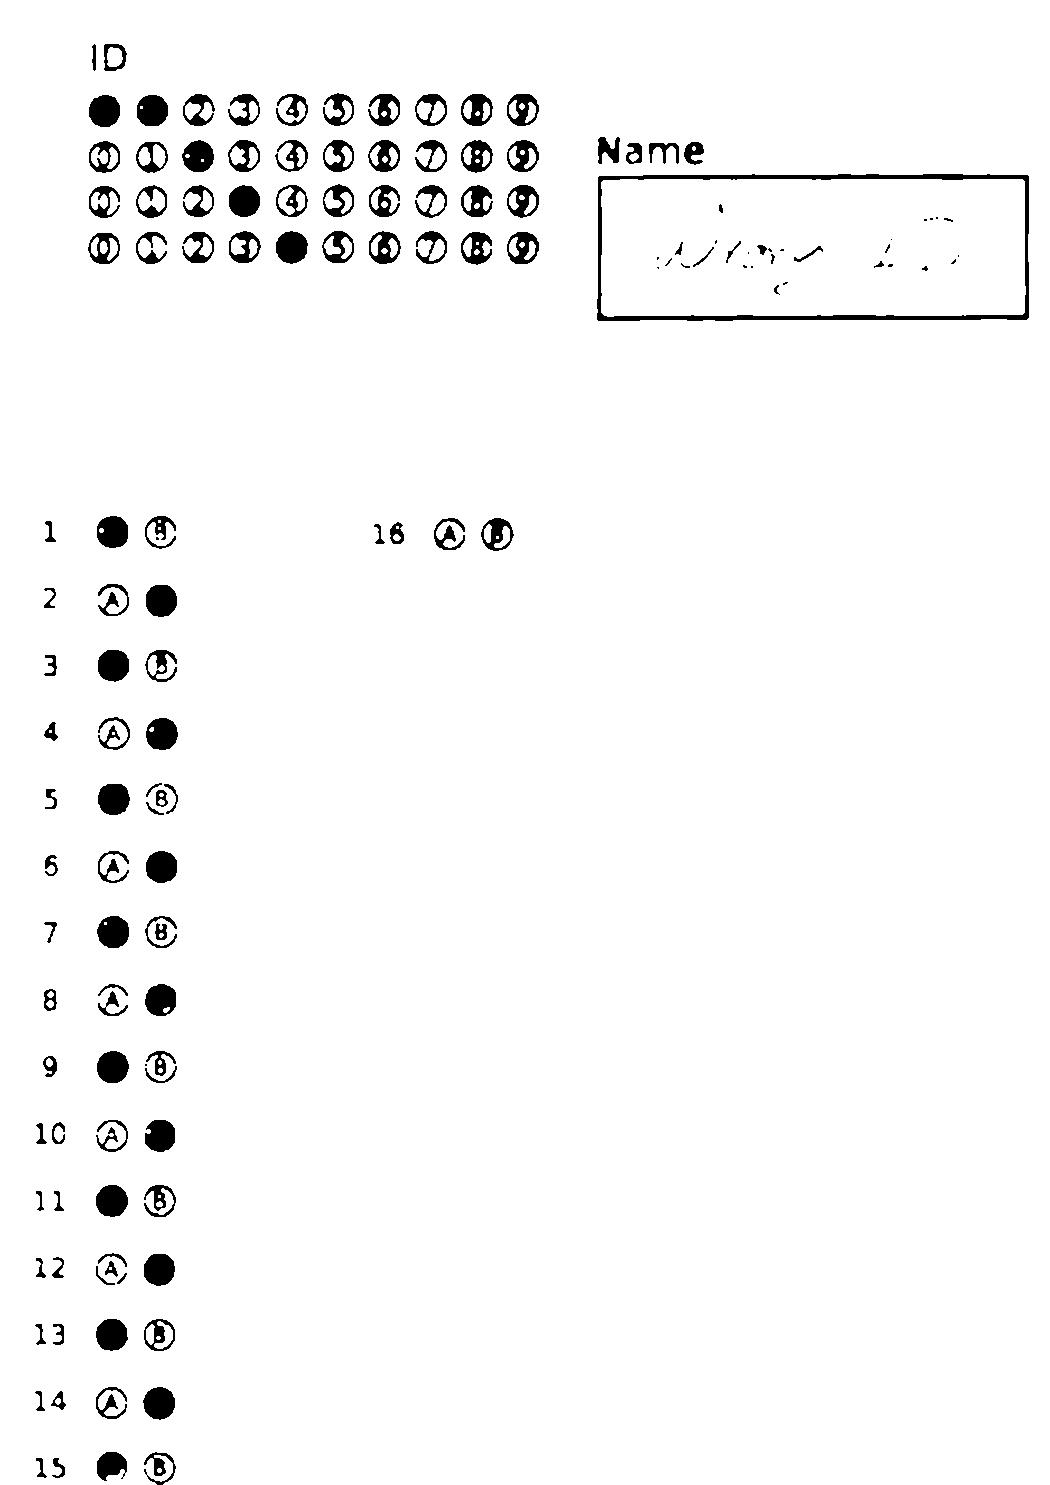 ID
2 3 4 5 6 7 8 9
0 1 3 4 5 6 7 8 9
0 1 2 4 5 6 7 8 9
0 1 2 3 5 6 7 8 9
Name
1 B
16 A B
2 A
3 B
4 A
5 B
6 A
7 B
8 A
9 B
10 A
11 B
12 A
13 B
14 A
15 B